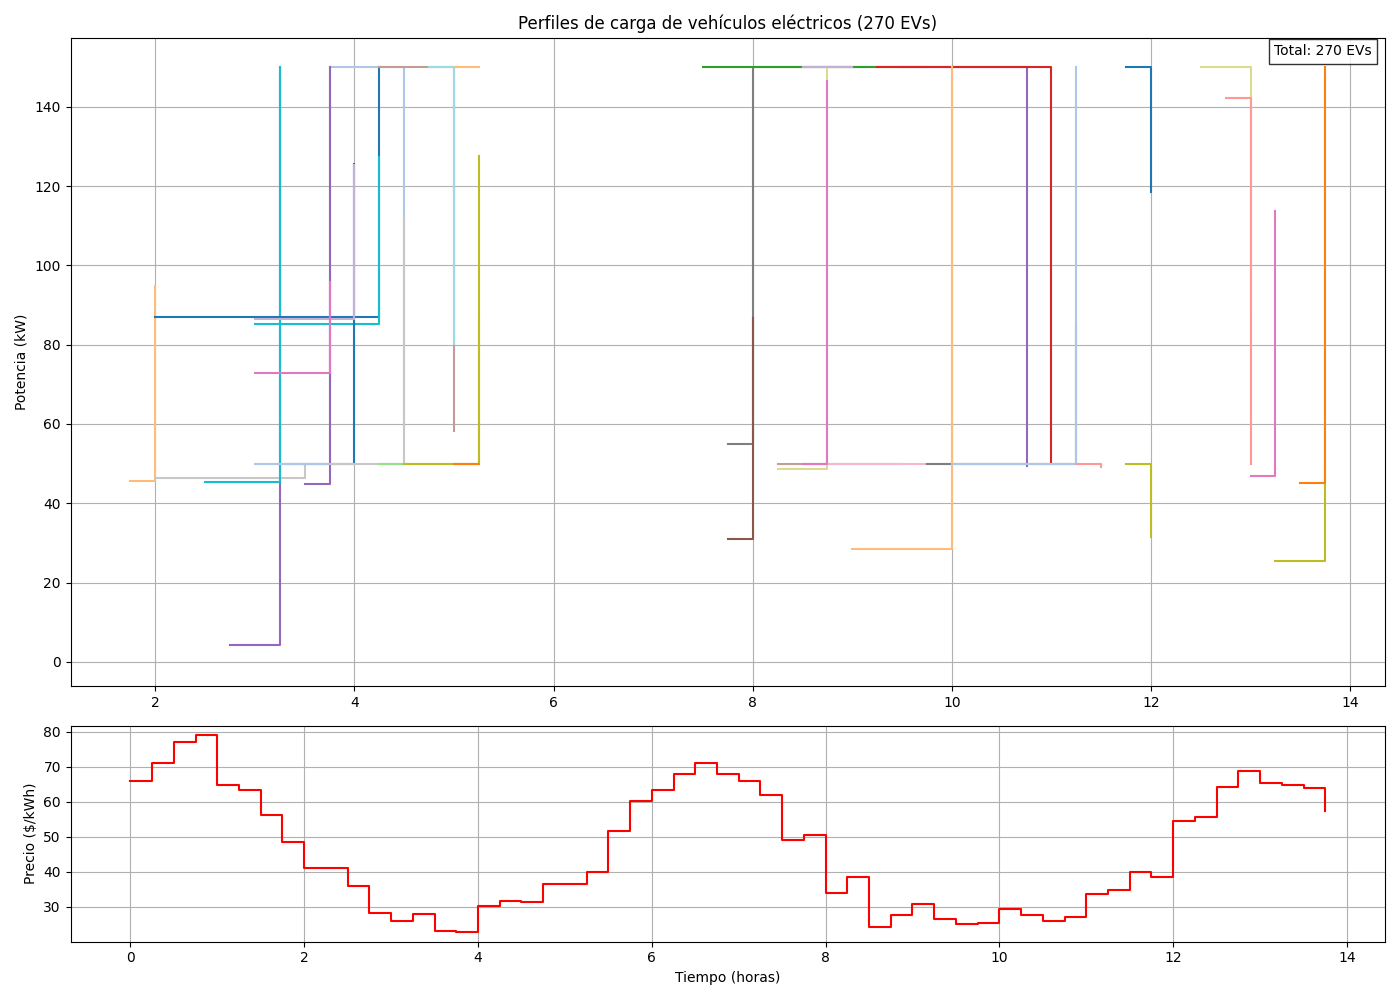 Perfiles de carga de vehículos eléctricos (270 EVs)
Total: 270 EVs
Potencia (kW)
140
120
100
80
60
40
20
0
2 4 6 8 10 12 14
Precio ($/kWh)
80
70
60
50
40
30
0 2 4 6 8 10 12 14
Tiempo (horas)